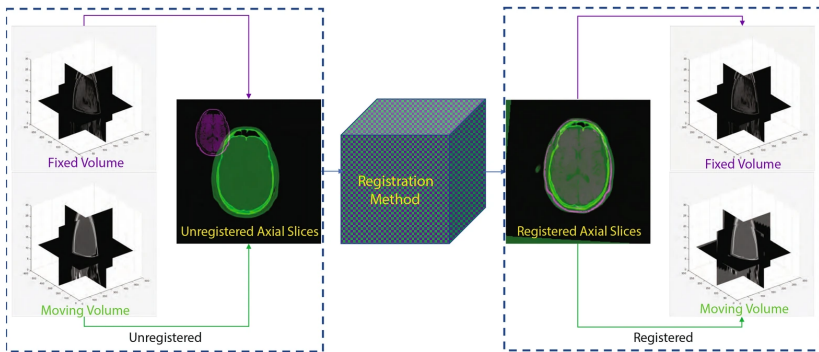 Fixed Volume
Moving Volume
Unregistered Axial Slices
Unregistered
Registration
Method
Registered Axial Slices
Fixed Volume
Moving Volume
Registered